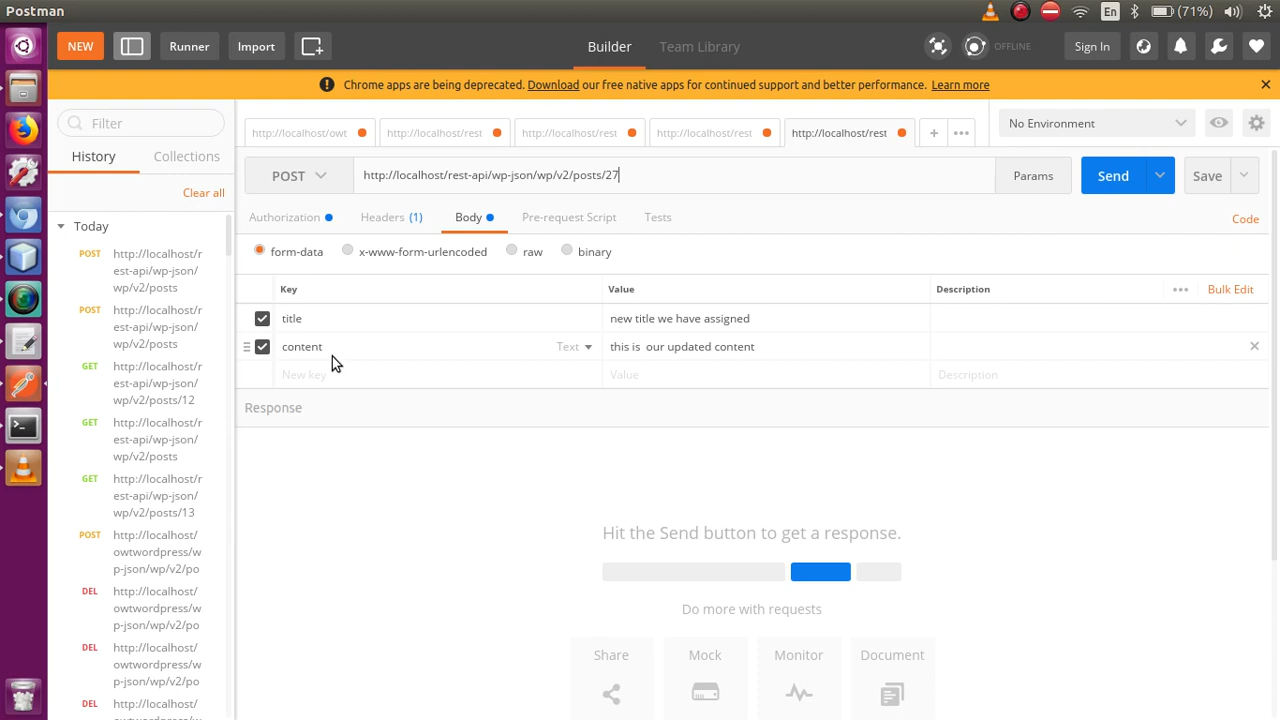 Postman
En
(71%)
NEW
Runner
Import
Builder
Team Library
OFFLINE
Sign In
Chrome apps are being deprecated. Download our free native apps for continued support and better performance. Learn more
Filter
History
Collections
Clear all
Today
POST
http://localhost/r
est-api/wp-json/
wp/v2/posts
POST
http://localhost/r
est-api/wp-json/
wp/v2/posts
GET
http://localhost/r
est-api/wp-json/
wp/v2/posts/12
GET
http://localhost/r
est-api/wp-json/
wp/v2/posts
GET
http://localhost/r
est-api/wp-json/
wp/v2/posts/13
POST
http://localhost/
owtwordpress/w
p-json/wp/v2/po
DEL
http://localhost/
owtwordpress/w
p-json/wp/v2/po
DEL
http://localhost/
owtwordpress/w
p-json/wp/v2/po
DEL
http://localhost/
owtwordpress/w
http://localhost/owt
http://localhost/rest
http://localhost/rest
http://localhost/rest
http://localhost/rest
No Environment
POST
http://localhost/rest-api/wp-json/wp/v2/posts/27
Params
Send
Save
Authorization
Headers (1)
Body
Pre-request Script
Tests
Code
form-data
x-www-form-urlencoded
raw
binary
Key
Value
Description
Bulk Edit
title
new title we have assigned
content
Text
this is  our updated content
New key
Value
Description
Response
Hit the Send button to get a response.
Do more with requests
Share
Mock
Monitor
Document